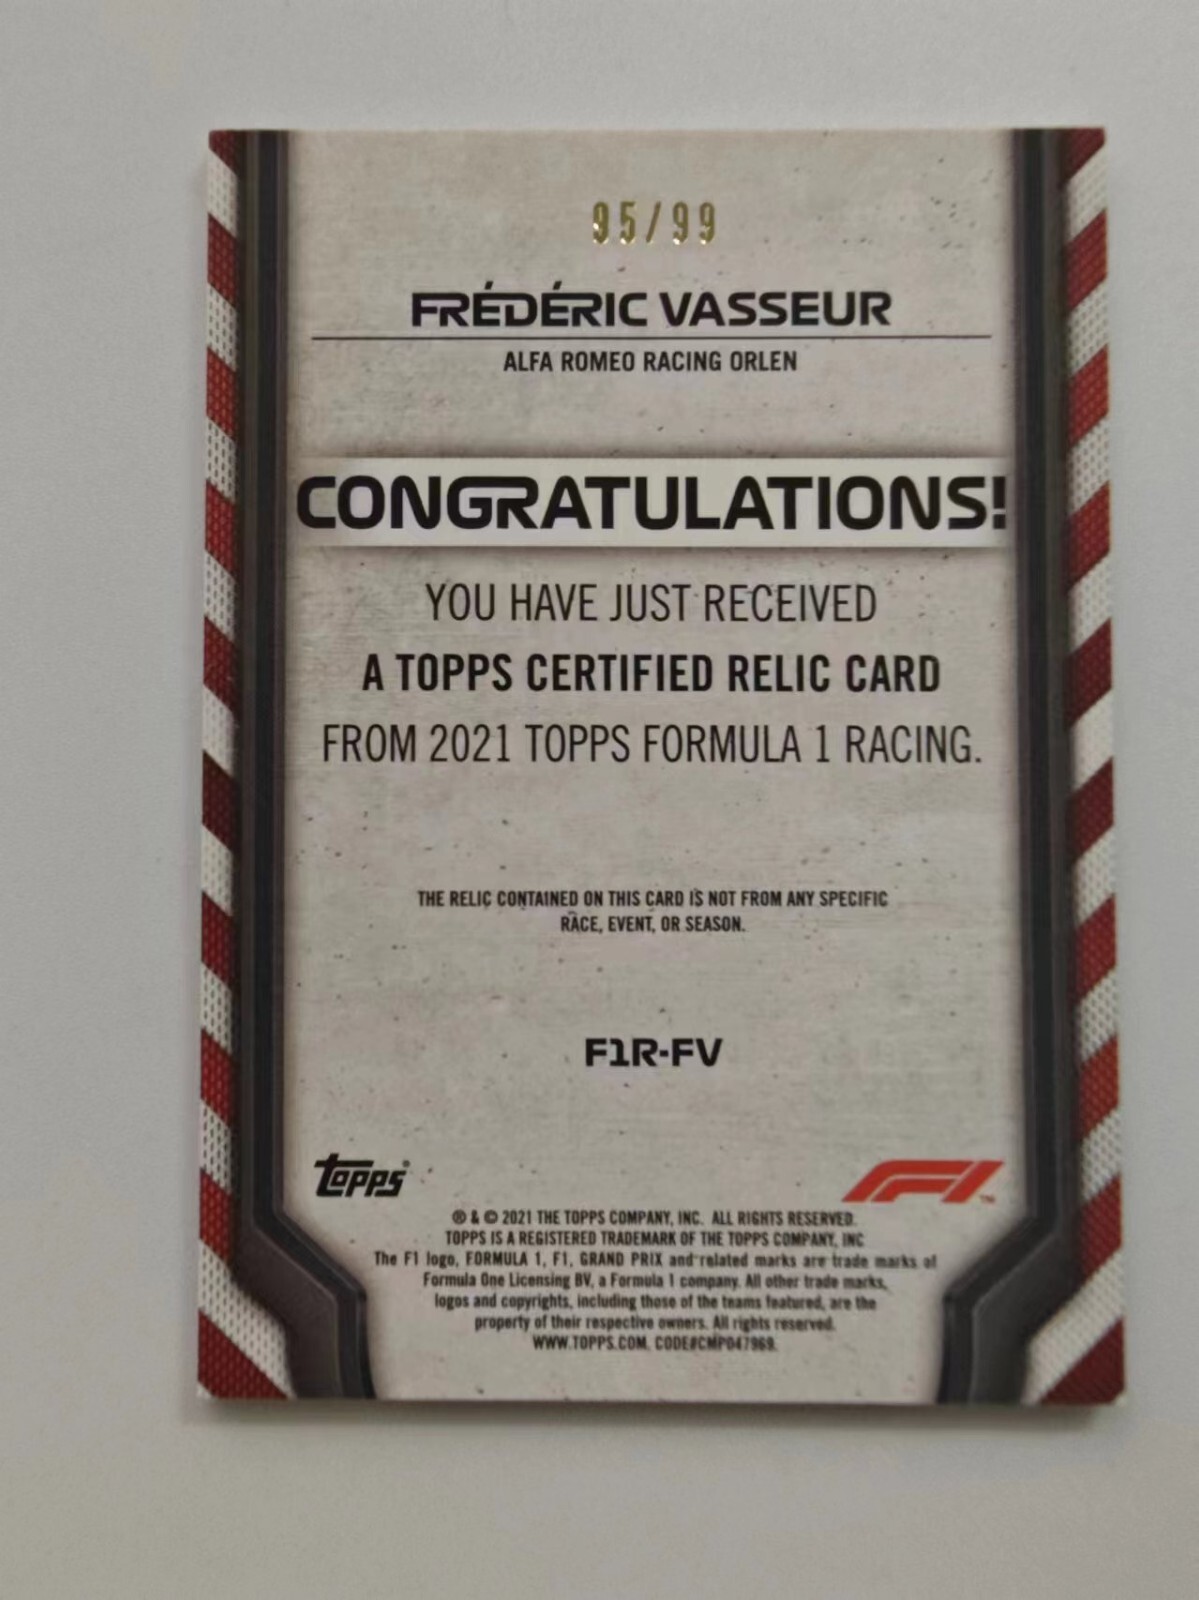 95/99
FRÉDÉRIC VASSEUR
ALFA ROMEO RACING ORLEN
CONGRATULATIONS!
YOU HAVE JUST RECEIVED
A TOPPS CERTIFIED RELIC CARD
FROM 2021 TOPPS FORMULA 1 RACING.
THE RELIC CONTAINED ON THIS CARD IS NOT FROM ANY SPECIFIC
RACE, EVENT, OR SEASON.
F1R-FV
Topps® F1™
® & © 2021 THE TOPPS COMPANY, INC. ALL RIGHTS RESERVED.
TOPPS IS A REGISTERED TRADEMARK OF THE TOPPS COMPANY, INC
The F1 logo, FORMULA 1, F1, GRAND PRIX and related marks are trade marks of
Formula One Licensing BV, a Formula 1 company. All other trade marks,
logos and copyrights, including those of the teams featured, are the
property of their respective owners. All rights reserved.
WWW.TOPPS.COM. CODE#CMP047969.